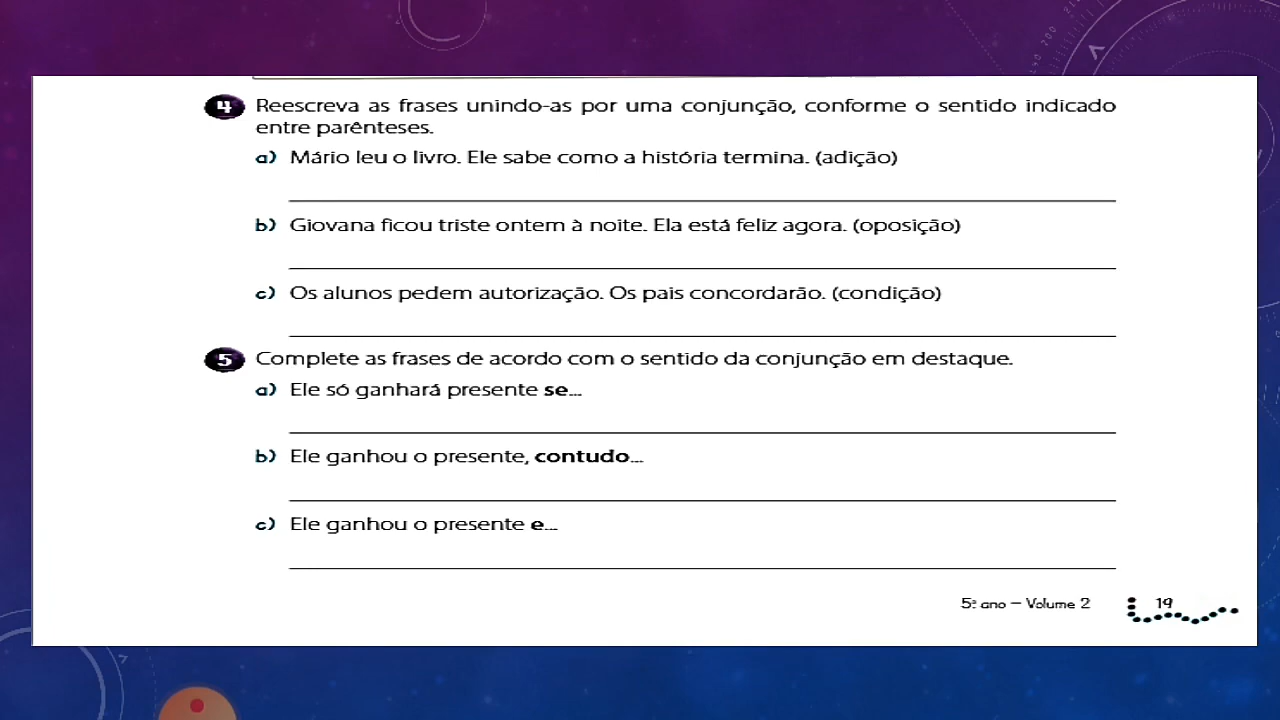 4 Reescreva as frases unindo-as por uma conjunção, conforme o sentido indicado
entre parênteses.
a) Mário leu o livro. Ele sabe como a história termina. (adição)
b) Giovana ficou triste ontem à noite. Ela está feliz agora. (oposição)
c) Os alunos pedem autorização. Os pais concordarão. (condição)
5 Complete as frases de acordo com o sentido da conjunção em destaque.
a) Ele só ganhará presente se...
b) Ele ganhou o presente, contudo...
c) Ele ganhou o presente e...
5º ano – Volume 2 19